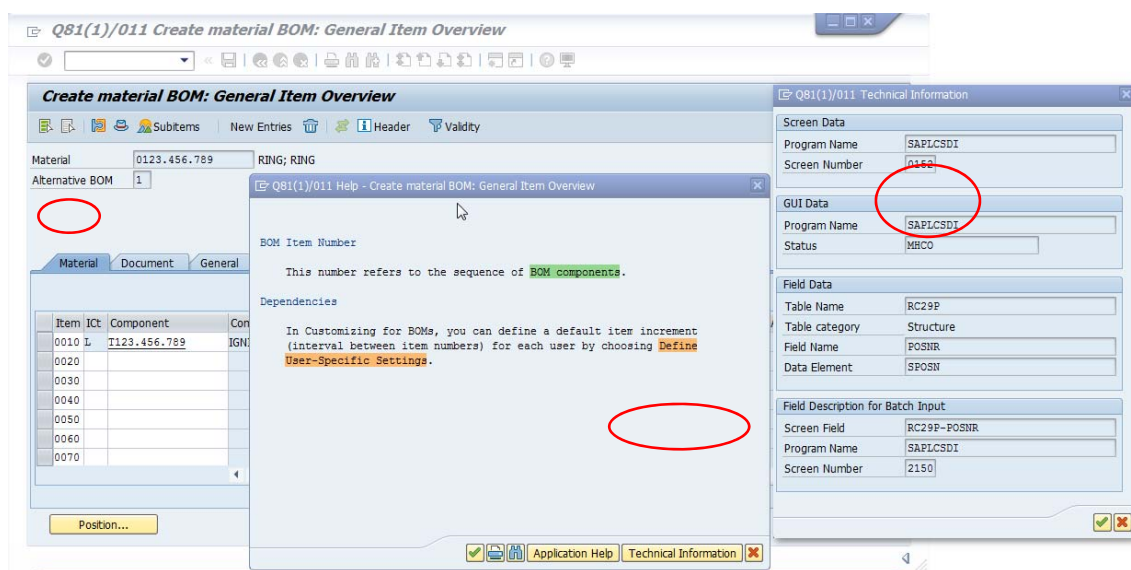 Q81(1)/011 Create material BOM: General Item Overview
Create material BOM: General Item Overview
Subitems New Entries Header Validity
Material 0123.456.789 RING; RING
Alternative BOM 1
Material Document General
Item ICt Component Con
0010 L T123.456.789 IGNI
0020
0030
0040
0050
0060
0070
Position...
Q81(1)/011 Help - Create material BOM: General Item Overview
BOM Item Number
This number refers to the sequence of BOM components.
Dependencies
In Customizing for BOMs, you can define a default item increment
(interval between item numbers) for each user by choosing Define
User-Specific Settings.
Application Help Technical Information
Q81(1)/011 Technical Information
Screen Data
Program Name SAPLCSDI
Screen Number 0152
GUI Data
Program Name SAPLCSDI
Status MHCO
Field Data
Table Name RC29P
Table category Structure
Field Name POSNR
Data Element SPOSN
Field Description for Batch Input
Screen Field RC29P-POSNR
Program Name SAPLCSDI
Screen Number 2150